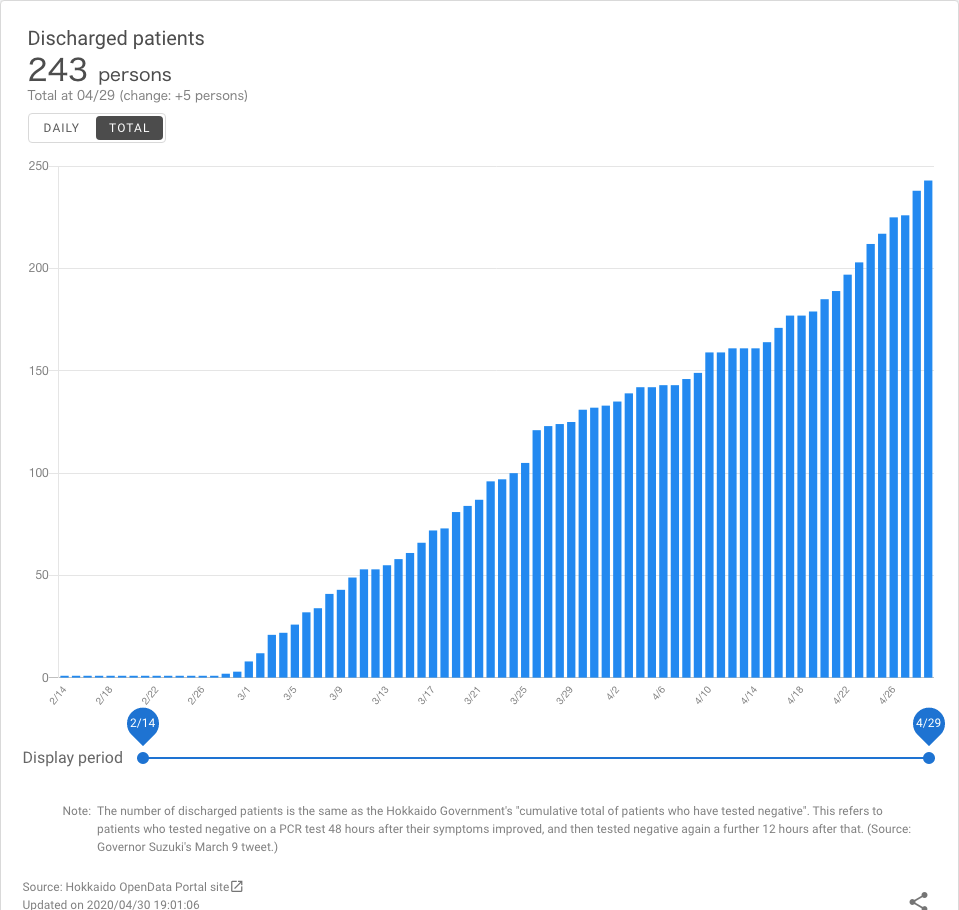 Discharged patients
243 persons
Total at 04/29 (change: +5 persons)
DAILY TOTAL
250
200
150
100
50
0
2/14 2/18 2/22 2/26 3/1 3/5 3/9 3/13 3/17 3/21 3/25 3/29 4/2 4/6 4/10 4/14 4/18 4/22 4/26
2/14 4/29
Display period
Note: The number of discharged patients is the same as the Hokkaido Government's "cumulative total of patients who have tested negative". This refers to
patients who tested negative on a PCR test 48 hours after their symptoms improved, and then tested negative again a further 12 hours after that. (Source:
Governor Suzuki's March 9 tweet.)
Source: Hokkaido OpenData Portal site
Updated on 2020/04/30 19:01:06